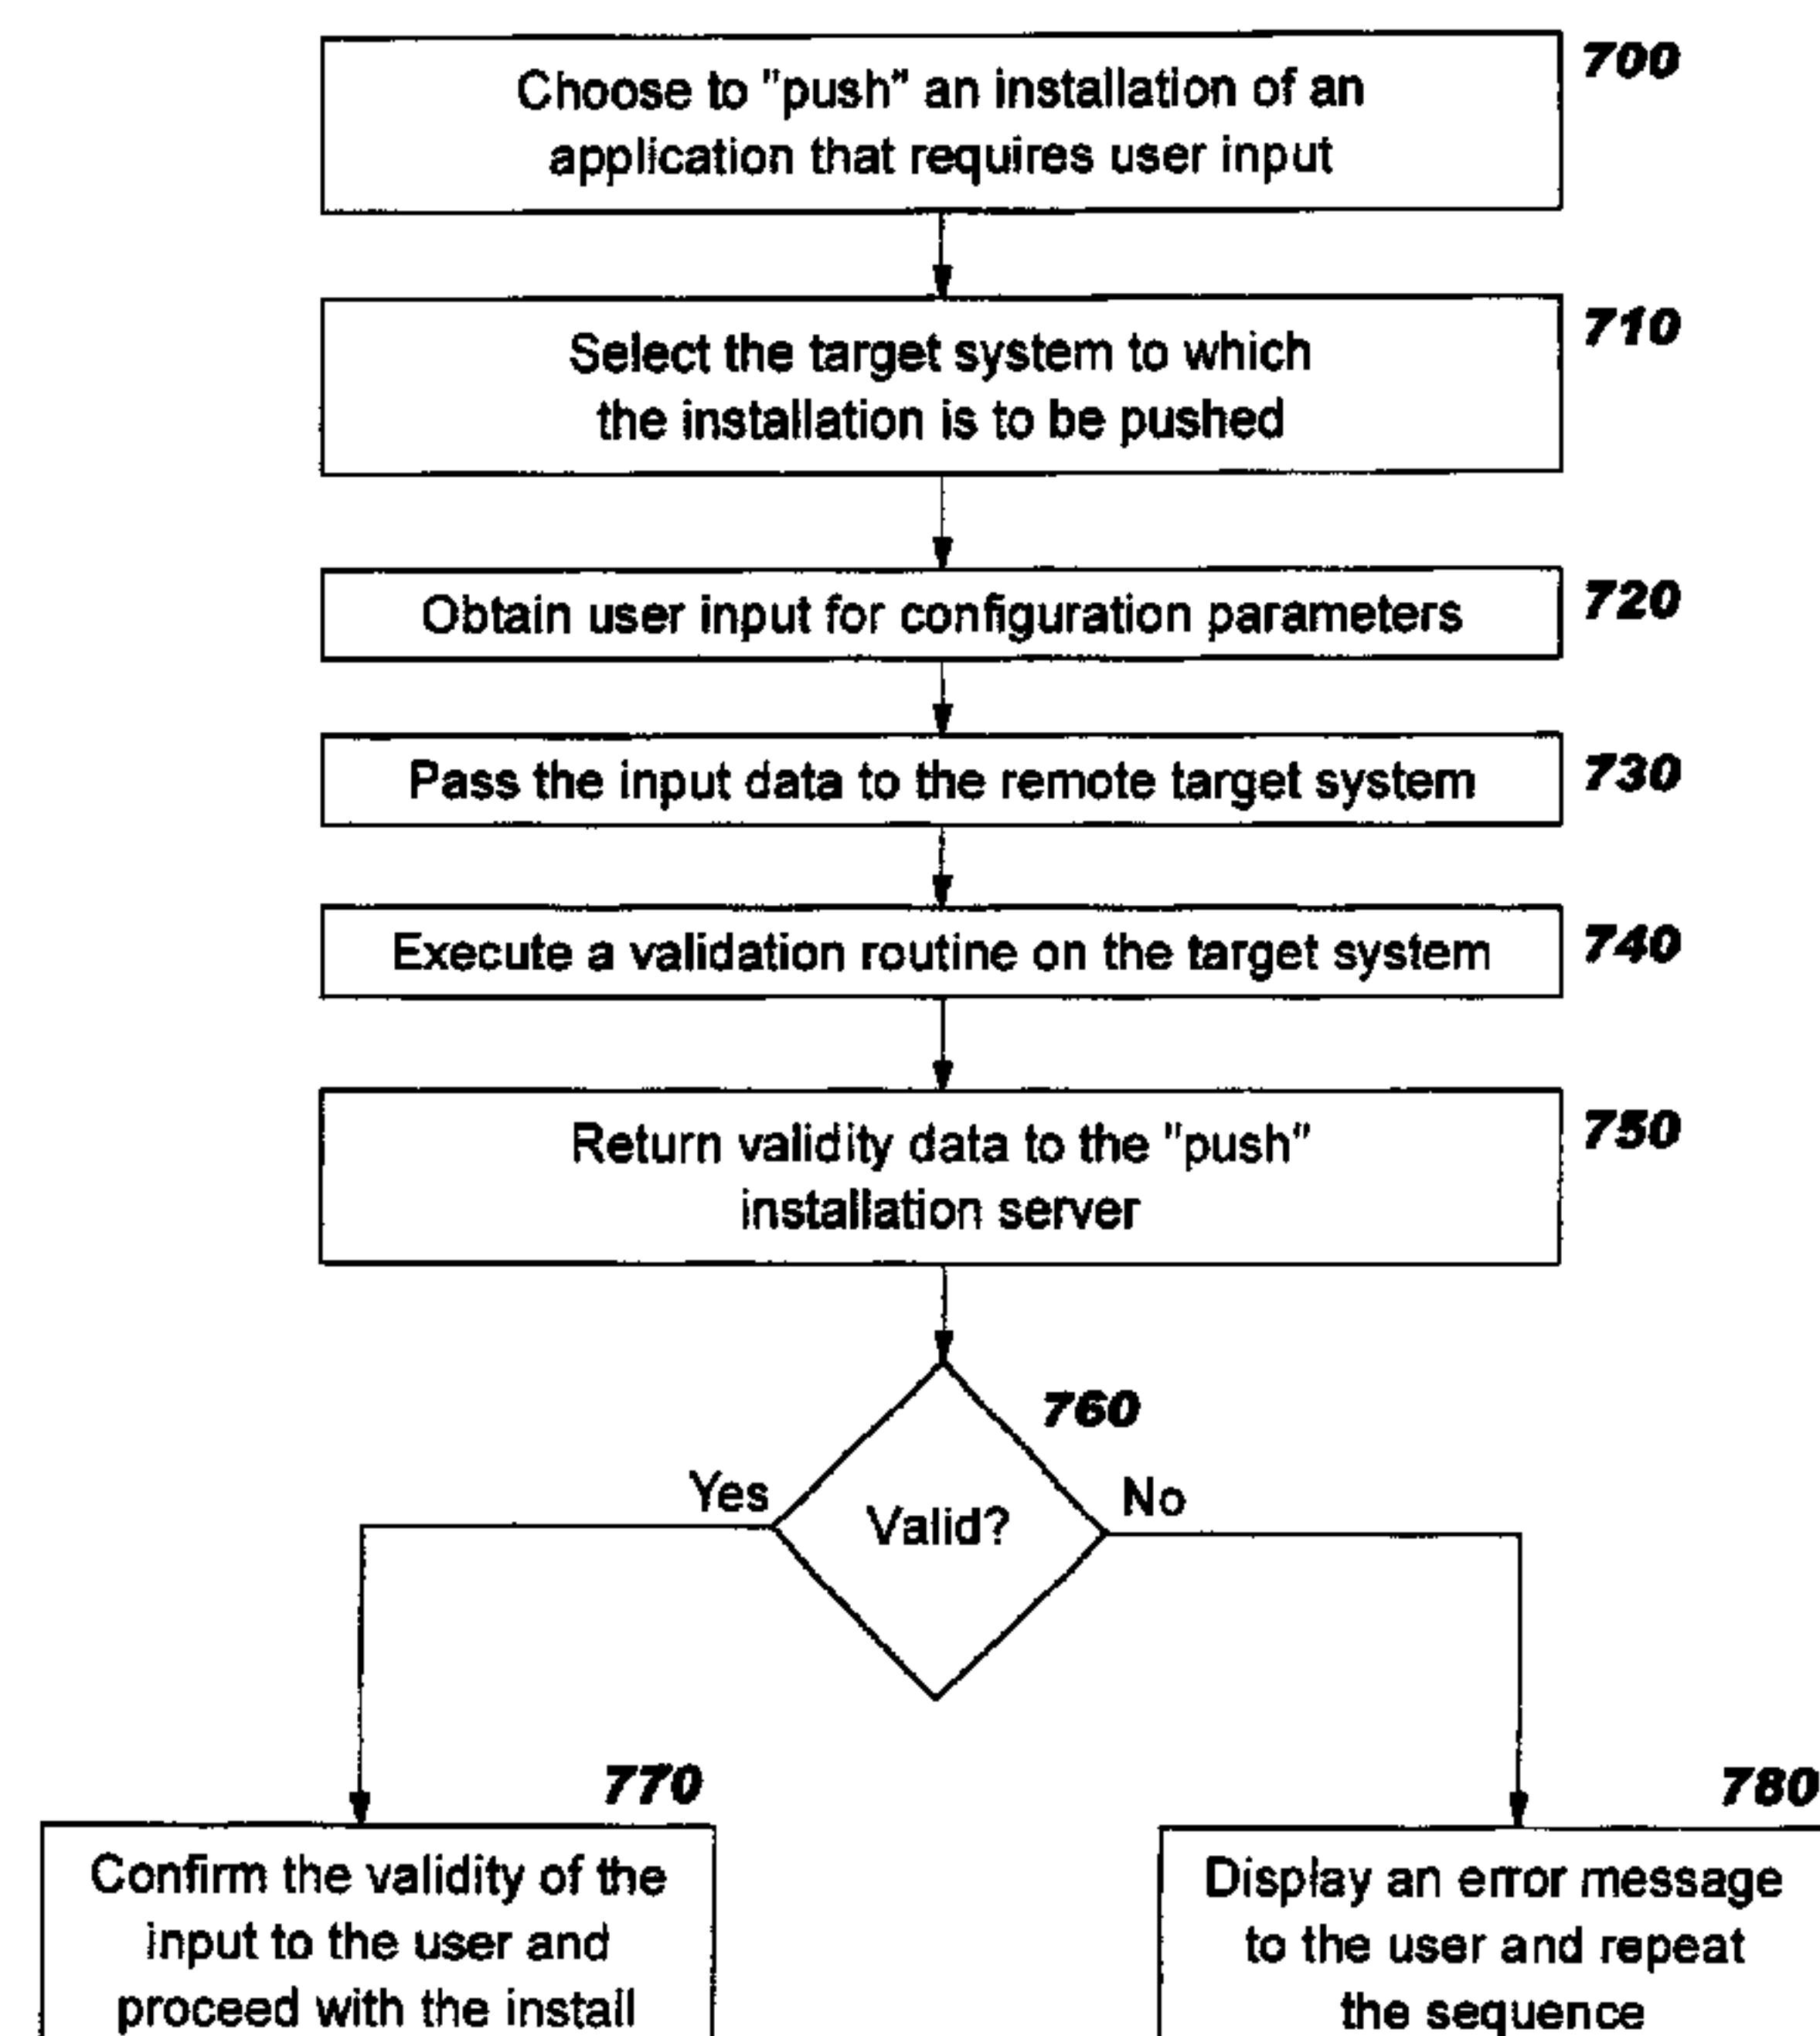 700
Choose to "push" an installation of an
application that requires user input
710
Select the target system to which
the installation is to be pushed
720
Obtain user input for configuration parameters
730
Pass the input data to the remote target system
740
Execute a validation routine on the target system
750
Return validity data to the "push"
installation server
760
Yes
Valid?
No
770
Confirm the validity of the
input to the user and
proceed with the install
780
Display an error message
to the user and repeat
the sequence